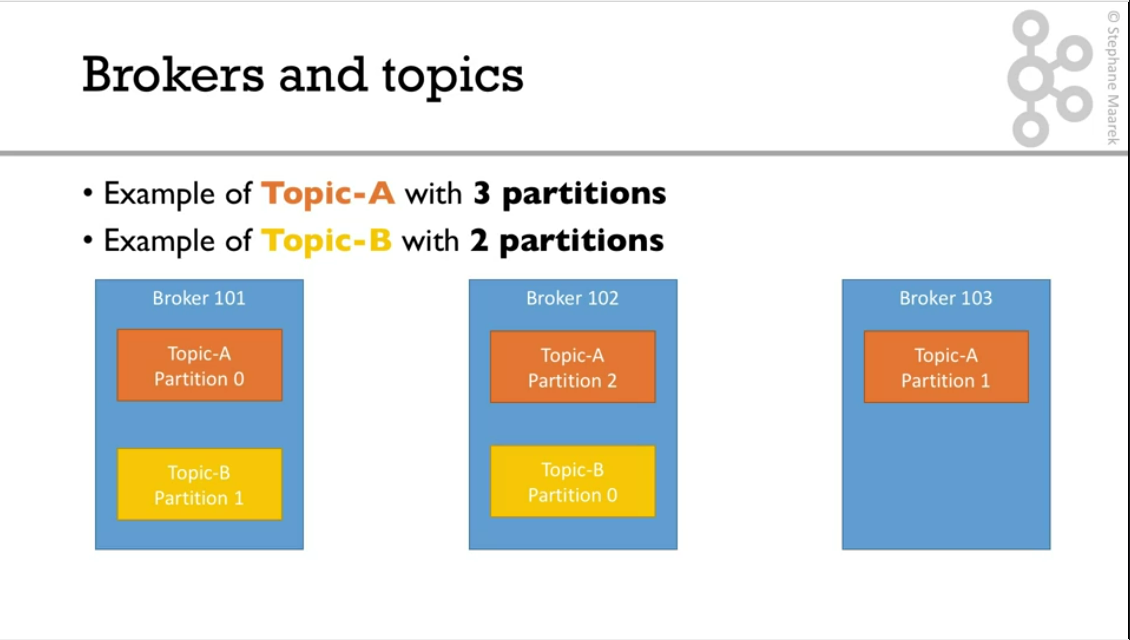 Brokers and topics
© Stephane Maarek
• Example of Topic-A with 3 partitions
• Example of Topic-B with 2 partitions
Broker 101
Topic-A
Partition 0
Topic-B
Partition 1
Broker 102
Topic-A
Partition 2
Topic-B
Partition 0
Broker 103
Topic-A
Partition 1